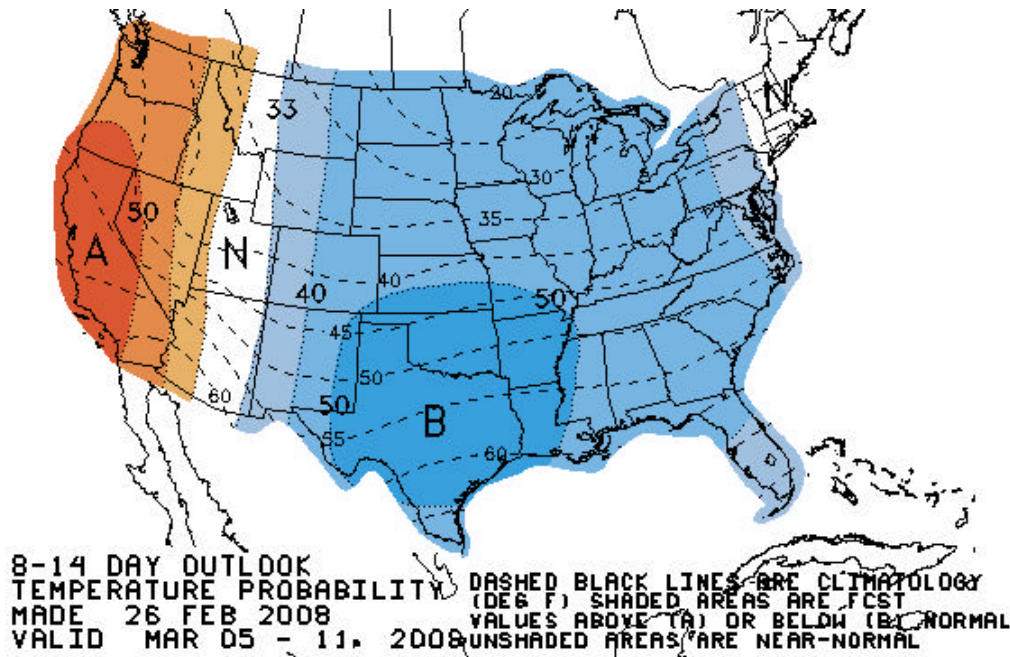 N
20
33
30
50
35
A
N
40
40
50
45
50
60
50
B
55
60
8-14 DAY OUTLOOK
TEMPERATURE PROBABILITY
MADE 26 FEB 2008
VALID MAR 05 - 11, 2008
DASHED BLACK LINES ARE CLIMATOLOGY
(DEG F) SHADED AREAS ARE FCST
VALUES ABOVE (A) OR BELOW (B) NORMAL
UNSHADED AREAS ARE NEAR-NORMAL